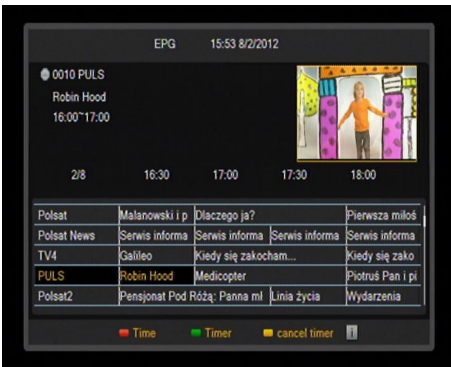 EPG 15:53 8/2/2012
0010 PULS
Robin Hood
16:00~17:00
2/8 16:30 17:00 17:30 18:00
Polsat Malanowski i p Dlaczego ja? Pierwsza miloś
Polsat News Serwis informa Serwis informa Serwis informa Serwis informa
TV4 Galileo Kiedy się zakocham... Kiedy się zako
PULS Robin Hood Medicopter Piotruś Pan i pi
Polsat2 Pensjonat Pod Różą: Panna mł Linia życia Wydarzenia
Time Timer cancel timer i